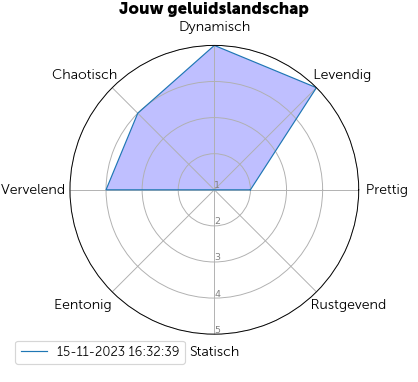 Jouw geluidslandschap
Dynamisch
Chaotisch
Levendig
Vervelend
1
Prettig
2
3
Eentonig
4
Rustgevend
5
15-11-2023 16:32:39
Statisch